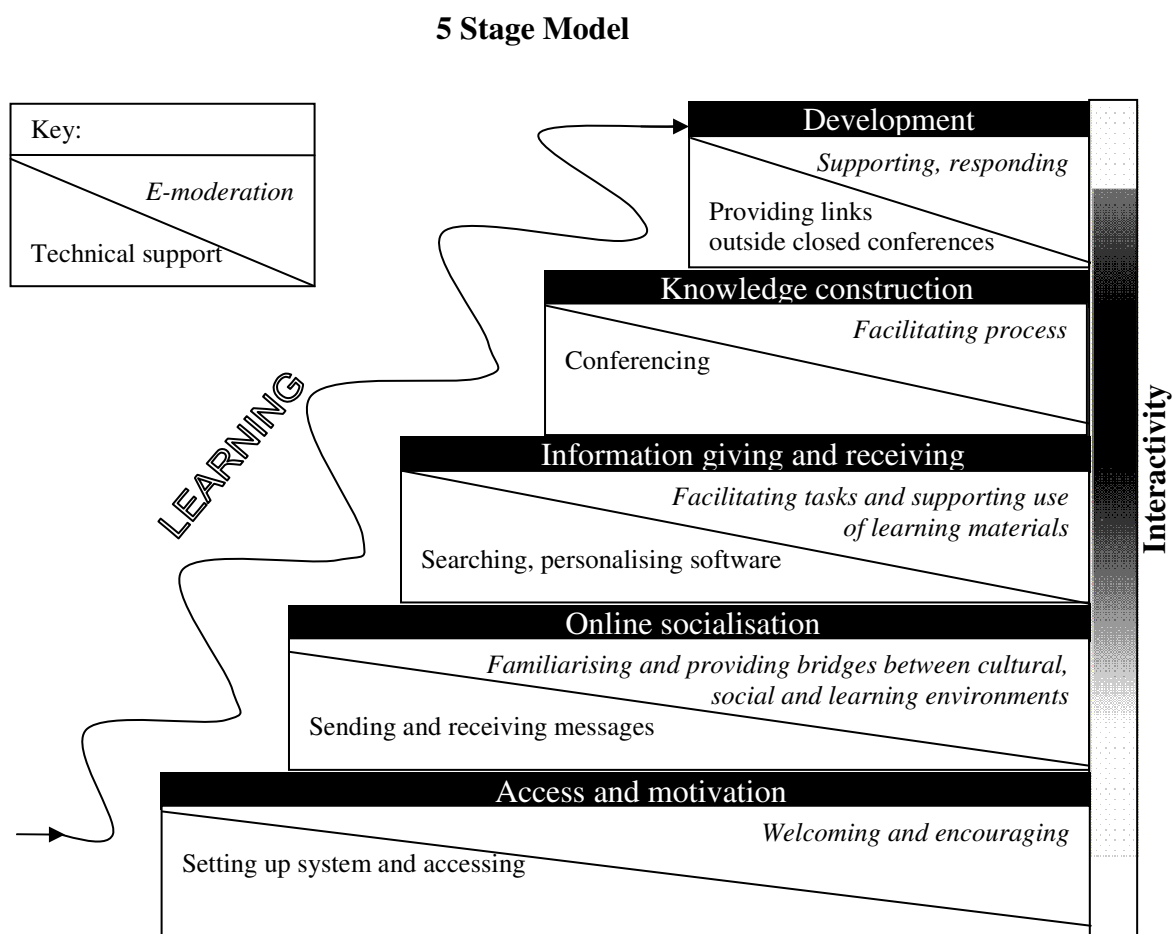 5 Stage Model
Key:
E-moderation
Technical support
Development
Supporting, responding
Providing links
outside closed conferences
Knowledge construction
Facilitating process
Conferencing
Information giving and receiving
Facilitating tasks and supporting use
of learning materials
Searching, personalising software
Online socialisation
Familiarising and providing bridges between cultural,
social and learning environments
Sending and receiving messages
Access and motivation
Welcoming and encouraging
Setting up system and accessing
LEARNING
Interactivity